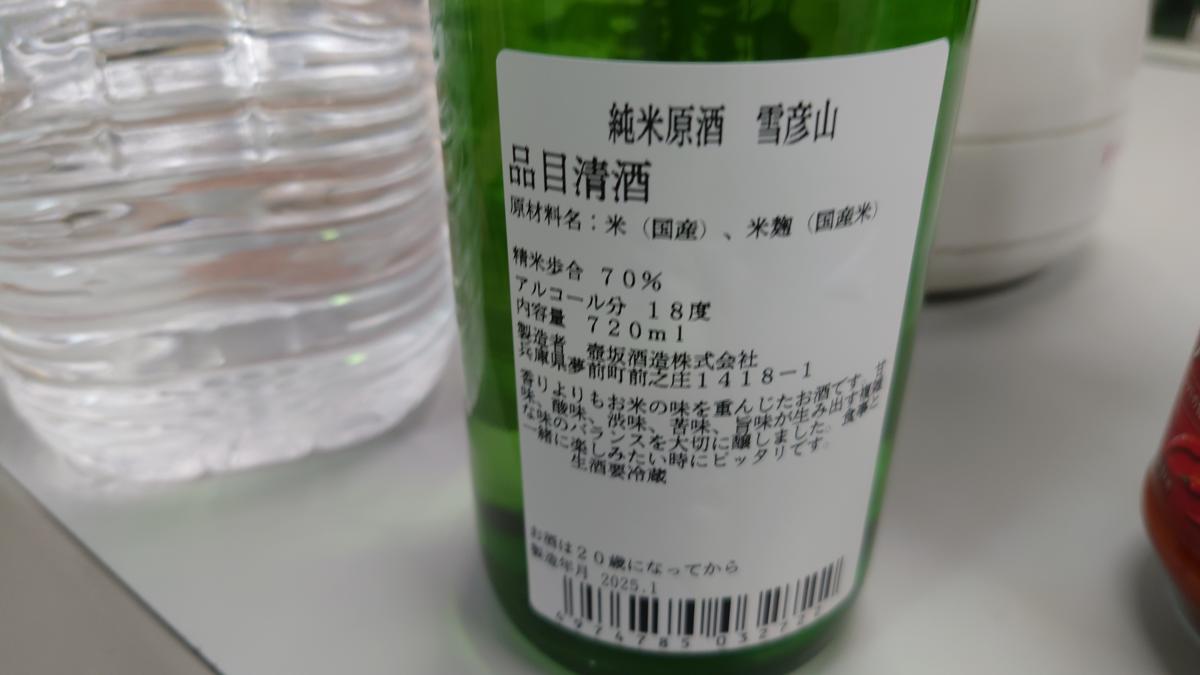 純米原酒　雪彦山
品目清酒
原材料名：米（国産）、米麹（国産米）
精米歩合　７０％
アルコール分　１８度
内容量　７２０ｍｌ
製造者　壺坂酒造株式会社
兵庫県夢前町前之庄１４１８－１
香りよりもお米の味を重んじたお酒です。甘
味、酸味、渋味、苦味、旨味が生み出す複雑
な味のバランスを大切に醸しました。食事と
一緒に楽しみたい時にピッタリです。
生酒要冷蔵
お酒は２０歳になってから
製造年月　2025.1
4974785032722